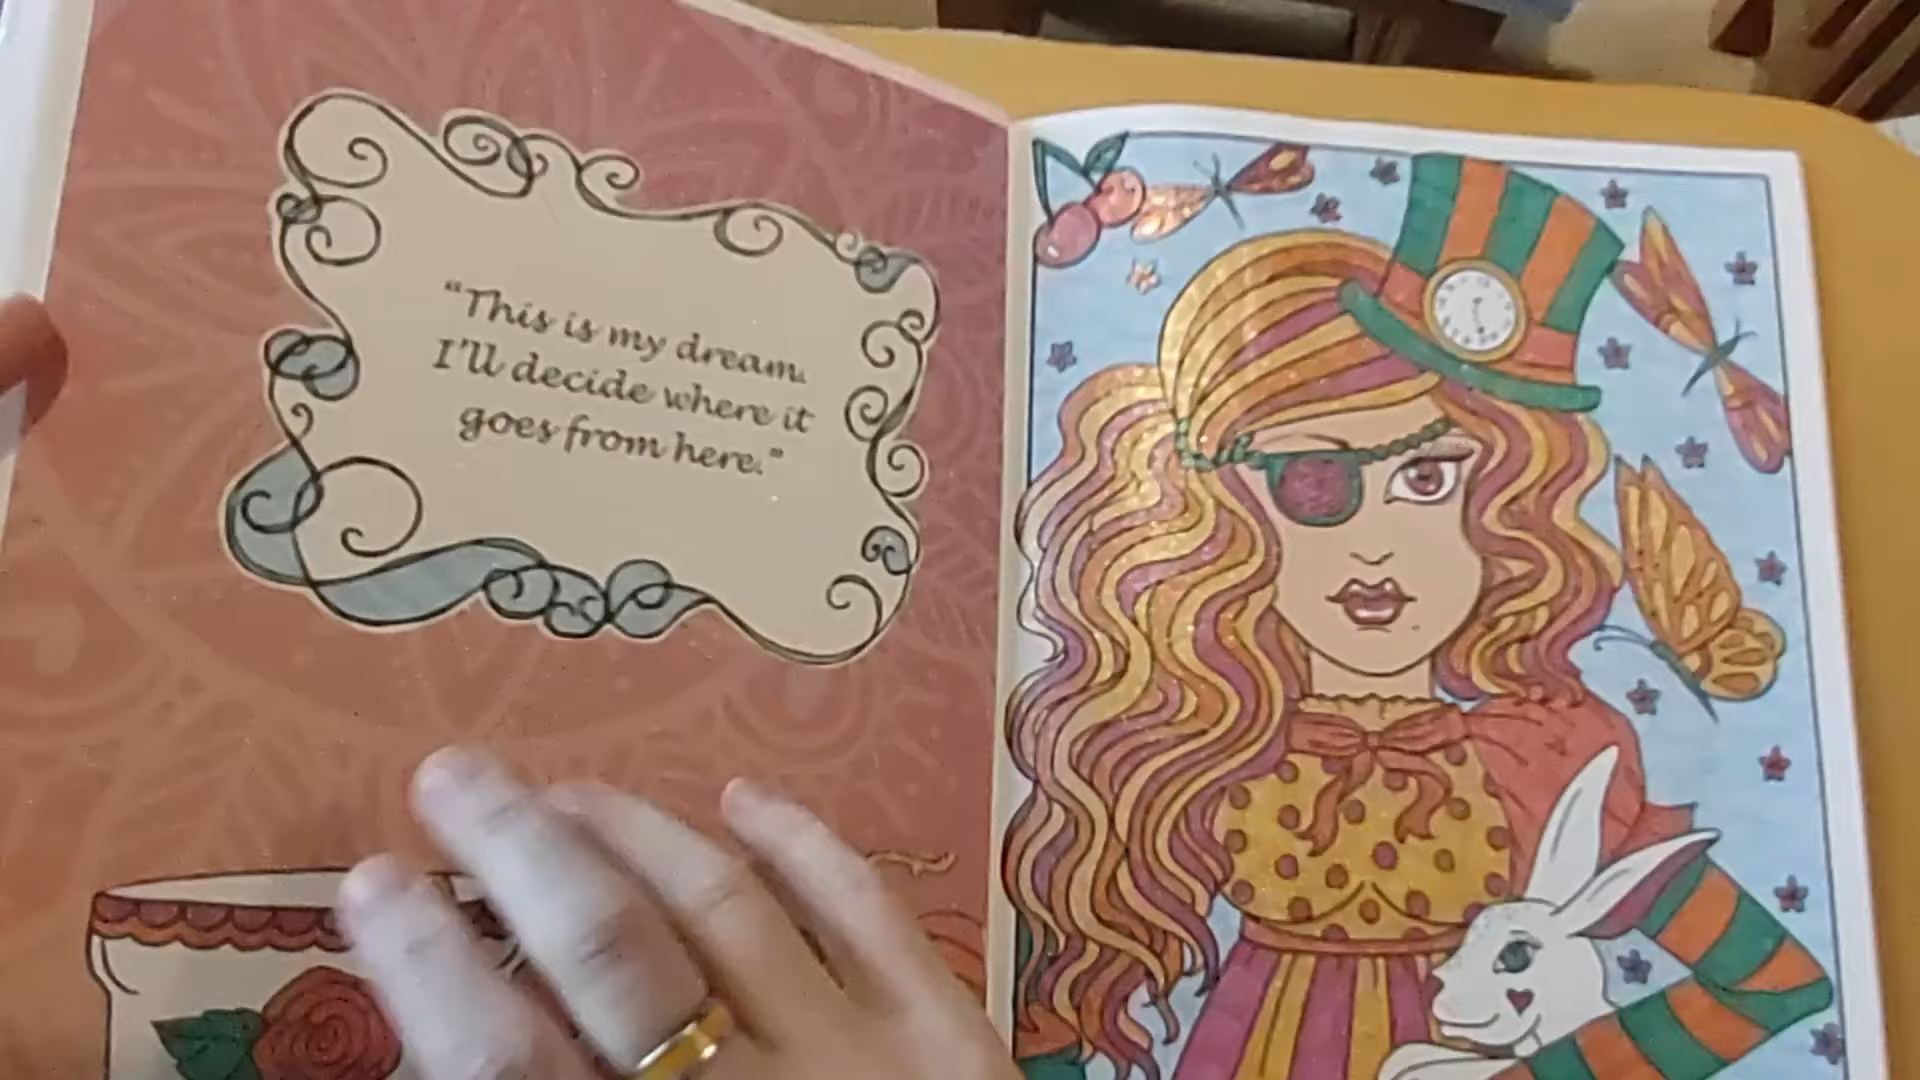 “This is my dream.
I'll decide where it
goes from here.”